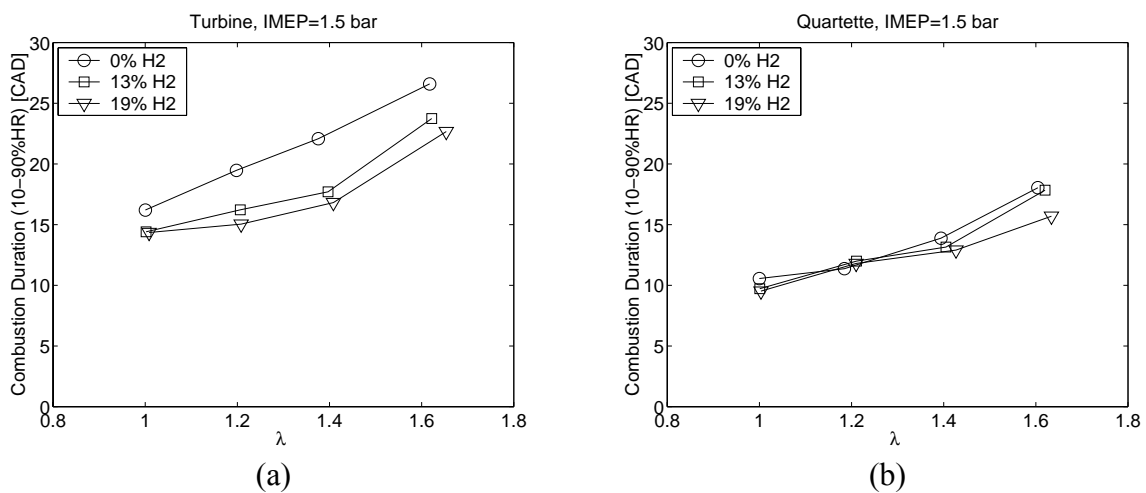 Turbine, IMEP=1.5 bar
30
25
20
15
10
5
0
Combustion Duration (10−90%HR) [CAD]
0% H2
13% H2
19% H2
0.8 1 1.2 1.4 1.6 1.8
λ
(a)
Quartette, IMEP=1.5 bar
30
25
20
15
10
5
0
Combustion Duration (10−90%HR) [CAD]
0% H2
13% H2
19% H2
0.8 1 1.2 1.4 1.6 1.8
λ
(b)